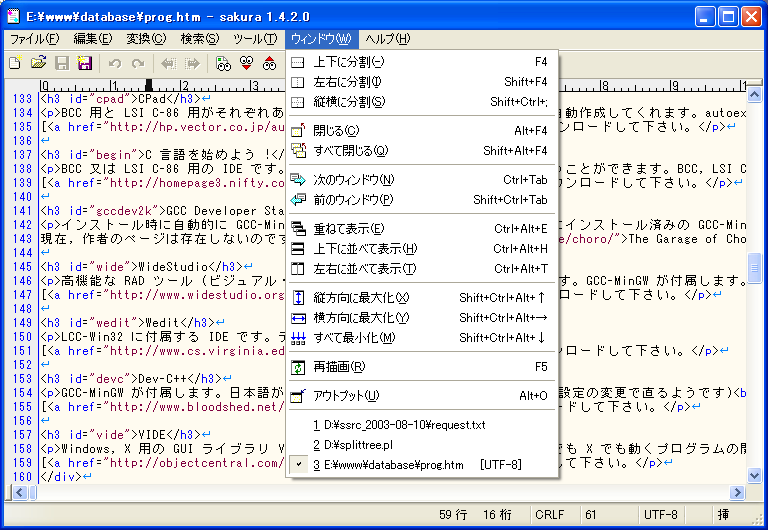 E:¥www¥database¥prog.htm - sakura 1.4.2.0
ファイル(F) 編集(E) 変換(C) 検索(S) ツール(T) ウィンドウ(W) ヘルプ(H)
0 1 2 3 8 9 10
上下に分割(-) F4
左右に分割(I) Shift+F4
縦横に分割(S) Shift+Ctrl+;
閉じる(C) Alt+F4
すべて閉じる(Q) Shift+Alt+F4
次のウィンドウ(N) Ctrl+Tab
前のウィンドウ(P) Shift+Ctrl+Tab
重ねて表示(E) Ctrl+Alt+E
上下に並べて表示(H) Ctrl+Alt+H
左右に並べて表示(T) Ctrl+Alt+T
縦方向に最大化(X) Shift+Ctrl+Alt+↑
横方向に最大化(Y) Shift+Ctrl+Alt+→
すべて最小化(M) Shift+Ctrl+Alt+↓
再描画(R) F5
アウトプット(U) Alt+O
1 D:¥ssrc_2003-08-10¥request.txt
2 D:¥splittree.pl
3 E:¥www¥database¥prog.htm [UTF-8]
133 <h3 id="cpad">CPad</h3>↵
134 <p>BCC 用と LSI C-86 用がそれぞれあ 自動作成してくれます。autoex
135 [<a href="http://hp.vector.co.jp/au ンロードして下さい。</p>↵
136 ↵
137 <h3 id="begin">C 言語を始めよう !</
138 <p>BCC 又は LSI C-86 用の IDE です。 ことができます。BCC, LSI C
139 [<a href="http://homepage3.nifty.co ウンロードして下さい。</p>↵
140 ↵
141 <h3 id="gccdev2k">GCC Developer Sta
142 <p>インストール時に自動的に GCC-Min にインストール済みの GCC-Min
143 現在, 作者のページは存在しないのです e/choro/">The Garage of Cho
144 ↵
145 <h3 id="wide">WideStudio</h3>↵
146 <p>高機能な RAD ツール (ビジュアル・ す。GCC-MinGW が付属します。
147 [<a href="http://www.widestudio.org ロードして下さい。</p>↵
148 ↵
149 <h3 id="wedit">Wedit</h3>↵
150 <p>LCC-Win32 に付属する IDE です。デ
151 [<a href="http://www.cs.virginia.ed ンロードして下さい。</p>↵
152 ↵
153 <h3 id="devc">Dev-C++</h3>↵
154 <p>GCC-MinGW が付属します。日本語が 設定の変更で直るようです)<b
155 [<a href="http://www.bloodshed.net/ ードして下さい。</p>↵
156 ↵
157 <h3 id="vide">VIDE</h3>↵
158 <p>Windows, X 用の GUI ライブラリ V でも X でも動くプログラムの開
159 [<a href="http://objectcentral.com/ ードして下さい。</p>↵
160 </div>↵
59 行 16 桁 CRLF 61 UTF-8 挿